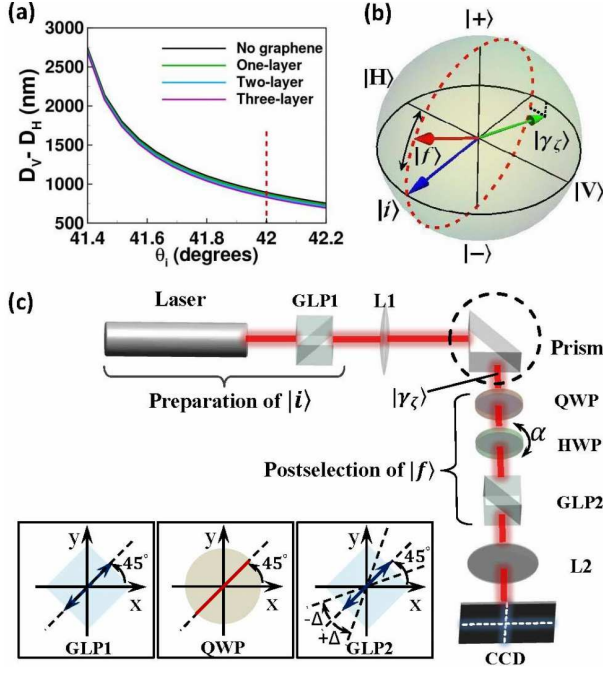 (a)
D_V - D_H (nm)
3000
2500
2000
1500
1000
500
No graphene
One-layer
Two-layer
Three-layer
41.4 41.6 41.8 42 42.2
θ_i (degrees)
(b)
|+⟩
|H⟩
|f⟩
|γ_ζ⟩
|i⟩
|V⟩
|−⟩
(c)
Laser
GLP1
L1
Prism
Preparation of |i⟩
|γ_ζ⟩
QWP
HWP
α
Postselection of |f⟩
GLP2
L2
CCD
y
45°
x
GLP1
y
45°
x
QWP
y
45°
x
-Δ
+Δ
GLP2